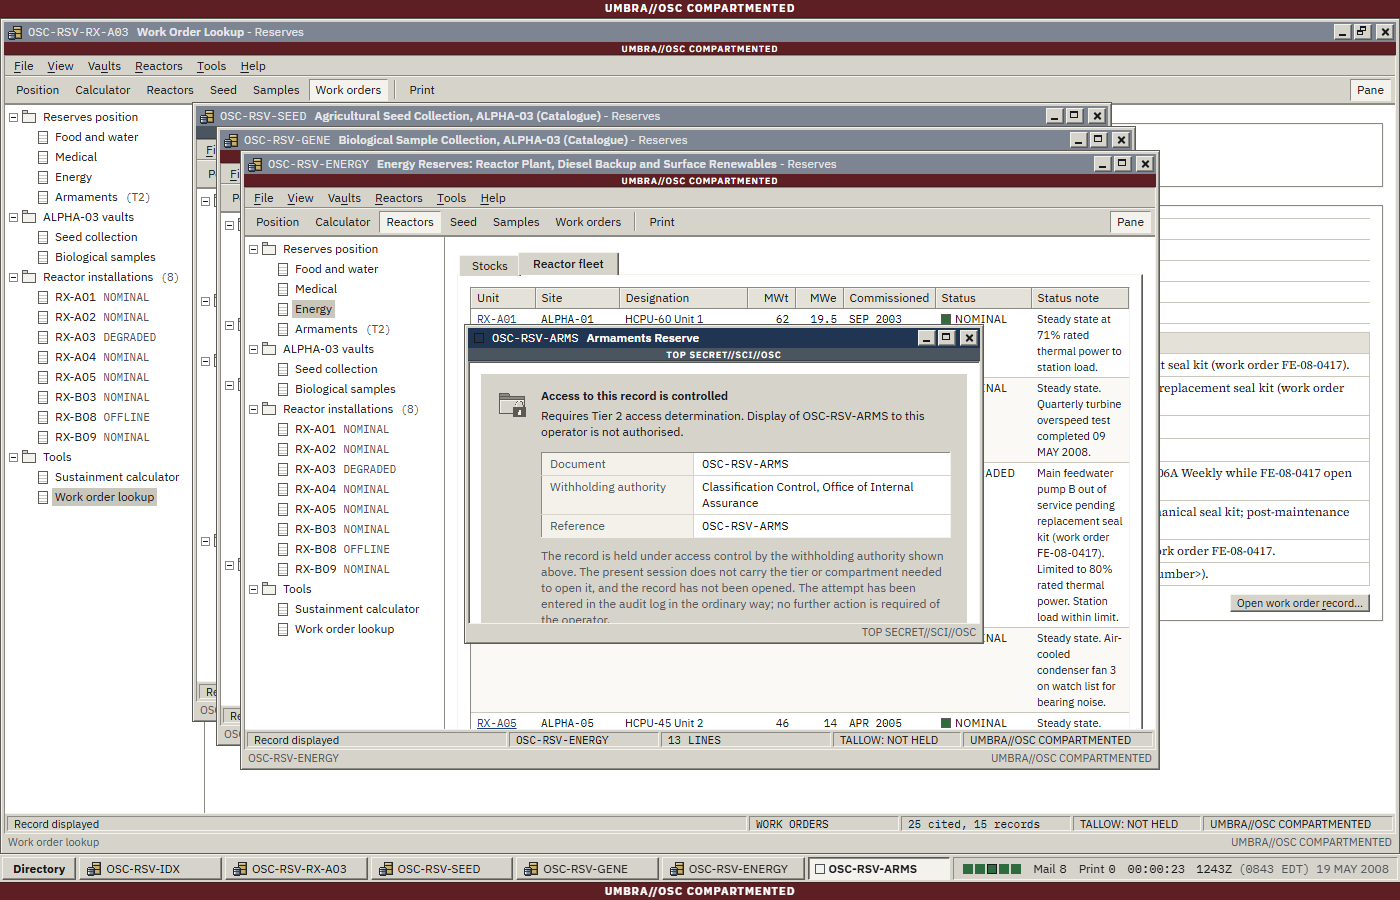 UMBRA//OSC COMPARTMENTED
OSC-RSV-RX-A03 Work Order Lookup - Reserves
UMBRA//OSC COMPARTMENTED
File View Vaults Reactors Tools Help
Position Calculator Reactors Seed Samples Work orders Print Pane
Reserves position
Food and water
Medical
Energy
Armaments (T2)
ALPHA-03 vaults
Seed collection
Biological samples
Reactor installations (8)
RX-A01 NOMINAL
RX-A02 NOMINAL
RX-A03 DEGRADED
RX-A04 NOMINAL
RX-A05 NOMINAL
RX-B03 NOMINAL
RX-B08 OFFLINE
RX-B09 NOMINAL
Tools
Sustainment calculator
Work order lookup
OSC-RSV-SEED Agricultural Seed Collection, ALPHA-03 (Catalogue) - Reserves
OSC-RSV-GENE Biological Sample Collection, ALPHA-03 (Catalogue) - Reserves
OSC-RSV-ENERGY Energy Reserves: Reactor Plant, Diesel Backup and Surface Renewables - Reserves
UMBRA//OSC COMPARTMENTED
File View Vaults Reactors Tools Help
Position Calculator Reactors Seed Samples Work orders Print Pane
Reserves position
Food and water
Medical
Energy
Armaments (T2)
ALPHA-03 vaults
Seed collection
Biological samples
Reactor installations (8)
RX-A01 NOMINAL
RX-A02 NOMINAL
RX-A03 DEGRADED
RX-A04 NOMINAL
RX-A05 NOMINAL
RX-B03 NOMINAL
RX-B08 OFFLINE
RX-B09 NOMINAL
Tools
Sustainment calculator
Work order lookup
Stocks Reactor fleet
Unit Site Designation MWt MWe Commissioned Status Status note
RX-A01 ALPHA-01 HCPU-60 Unit 1 62 19.5 SEP 2003 NOMINAL Steady state at
71% rated
thermal power to
station load.
Steady state.
Quarterly turbine
overspeed test
completed 09
MAY 2008.
Main feedwater
pump B out of
service pending
replacement seal
kit (work order
FE-08-0417).
Limited to 80%
rated thermal
power. Station
load within limit.
Steady state. Air-
cooled
condenser fan 3
on watch list for
bearing noise.
RX-A05 ALPHA-05 HCPU-45 Unit 2 46 14 APR 2005 NOMINAL Steady state.
OSC-RSV-ARMS Armaments Reserve
TOP SECRET//SCI//OSC
Access to this record is controlled
Requires Tier 2 access determination. Display of OSC-RSV-ARMS to this
operator is not authorised.
Document OSC-RSV-ARMS
Withholding authority Classification Control, Office of Internal
Assurance
Reference OSC-RSV-ARMS
The record is held under access control by the withholding authority shown
above. The present session does not carry the tier or compartment needed
to open it, and the record has not been opened. The attempt has been
entered in the audit log in the ordinary way; no further action is required of
the operator.
TOP SECRET//SCI//OSC
Record displayed OSC-RSV-ENERGY 13 LINES TALLOW: NOT HELD UMBRA//OSC COMPARTMENTED
OSC-RSV-ENERGY UMBRA//OSC COMPARTMENTED
seal kit (work order FE-08-0417).
replacement seal kit (work order
06A Weekly while FE-08-0417 open
seal kit; post-maintenance
order FE-08-0417.
Open work order record...
Record displayed WORK ORDERS 25 cited, 15 records TALLOW: NOT HELD UMBRA//OSC COMPARTMENTED
Work order lookup UMBRA//OSC COMPARTMENTED
Directory OSC-RSV-IDX OSC-RSV-RX-A03 OSC-RSV-SEED OSC-RSV-GENE OSC-RSV-ENERGY OSC-RSV-ARMS Mail 8 Print 0 00:00:23 1243Z (0843 EDT) 19 MAY 2008
UMBRA//OSC COMPARTMENTED